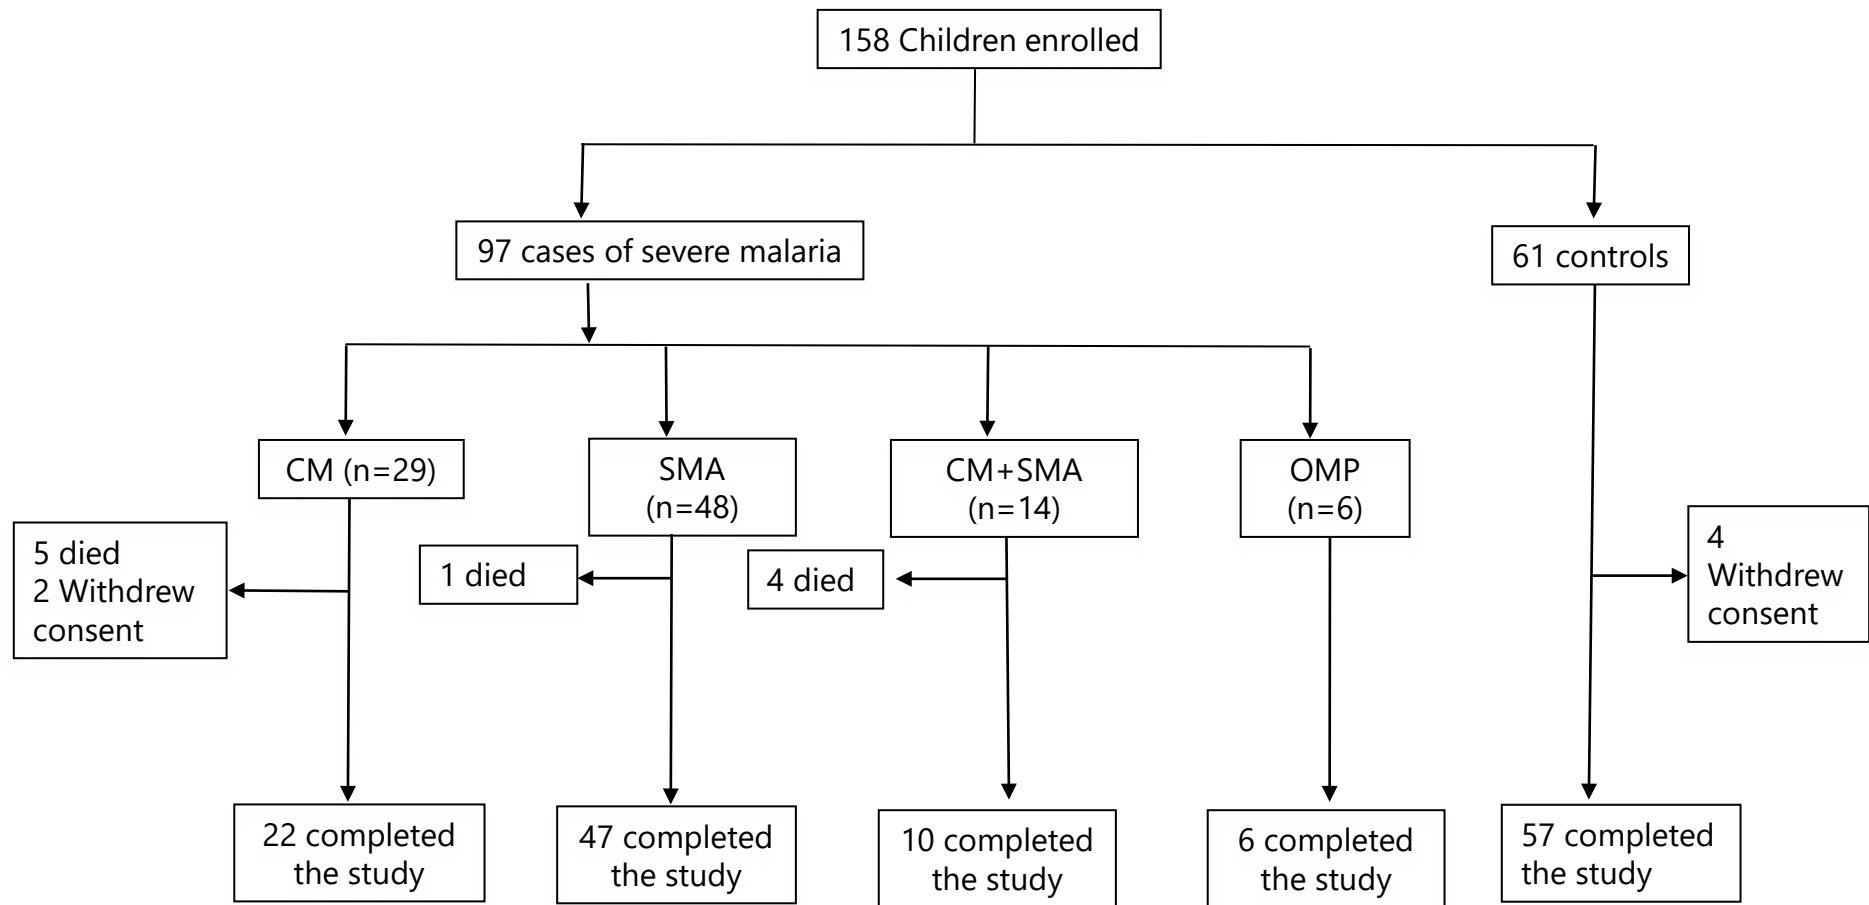 158 Children enrolled
97 cases of severe malaria
61 controls
CM (n=29)
SMA
(n=48)
CM+SMA
(n=14)
OMP
(n=6)
5 died
2 Withdrew
consent
1 died
4 died
4
Withdrew
consent
22 completed
the study
47 completed
the study
10 completed
the study
6 completed
the study
57 completed
the study